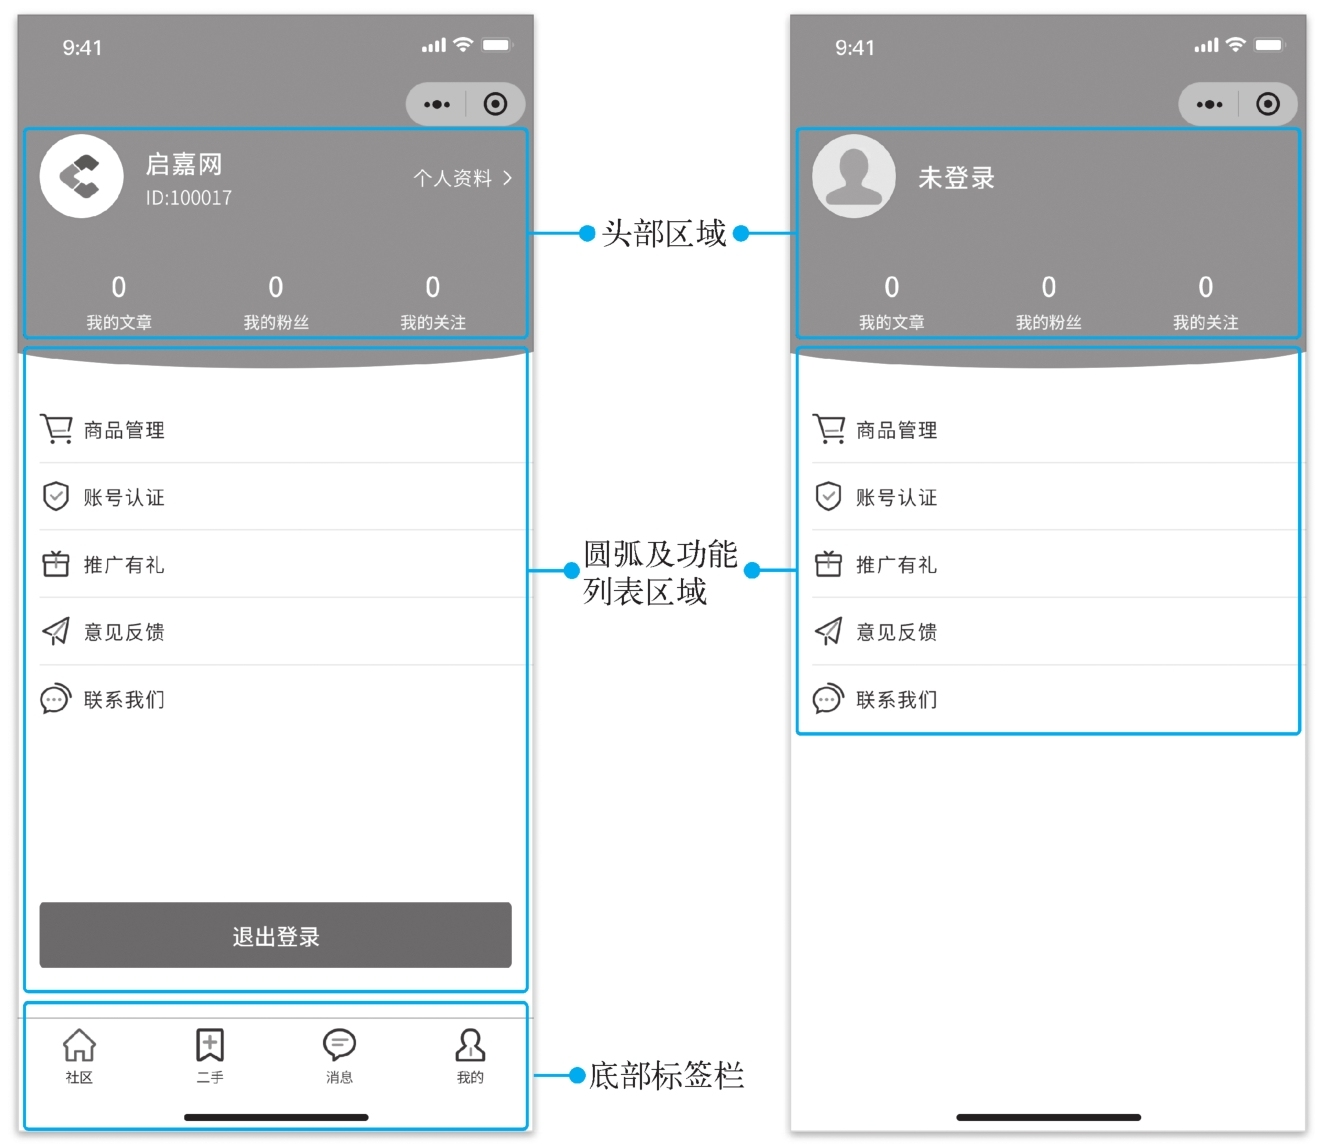 9:41
启嘉网
ID:100017
个人资料
0
0
0
我的文章
我的粉丝
我的关注
商品管理
账号认证
推广有礼
意见反馈
联系我们
退出登录
社区
二手
消息
我的
头部区域
圆弧及功能
列表区域
底部标签栏
9:41
未登录
0
0
0
我的文章
我的粉丝
我的关注
商品管理
账号认证
推广有礼
意见反馈
联系我们